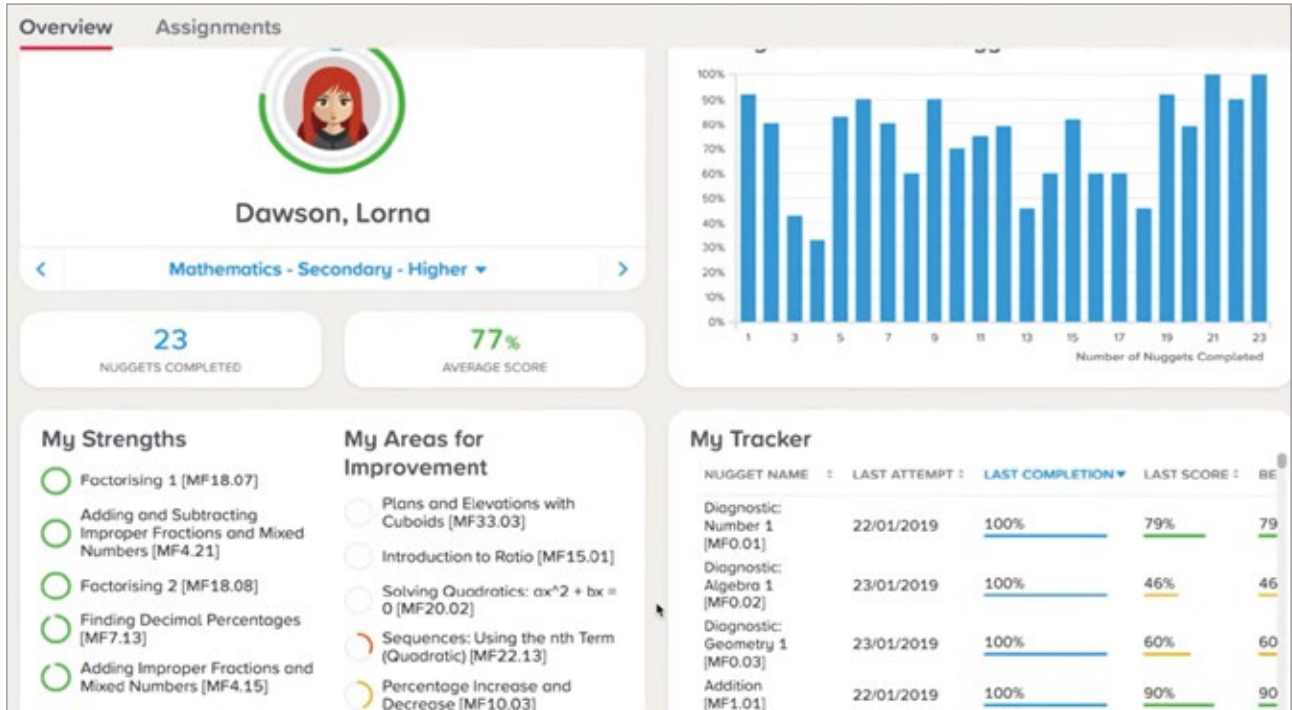 Overview Assignments
Dawson, Lorna
Mathematics - Secondary - Higher
23
NUGGETS COMPLETED
77%
AVERAGE SCORE
100%
90%
80%
70%
60%
50%
40%
30%
20%
10%
0%
1 3 5 7 9 11 13 15 17 19 21 23
Number of Nuggets Completed
My Strengths
Factorising 1 [MF18.07]
Adding and Subtracting
Improper Fractions and Mixed
Numbers [MF4.21]
Factorising 2 [MF18.08]
Finding Decimal Percentages
[MF7.13]
Adding Improper Fractions and
Mixed Numbers [MF4.15]
My Areas for
Improvement
Plans and Elevations with
Cuboids [MF33.03]
Introduction to Ratio [MF15.01]
Solving Quadratics: ax^2 + bx =
0 [MF20.02]
Sequences: Using the nth Term
(Quadratic) [MF22.13]
Percentage Increase and
Decrease [MF10.03]
My Tracker
NUGGET NAME LAST ATTEMPT LAST COMPLETION LAST SCORE BE
Diagnostic:
Number 1 22/01/2019 100% 79% 79
[MF0.01]
Diagnostic:
Algebra 1 23/01/2019 100% 46% 46
[MF0.02]
Diagnostic:
Geometry 1 23/01/2019 100% 60% 60
[MF0.03]
Addition
[MF1.01] 22/01/2019 100% 90% 90